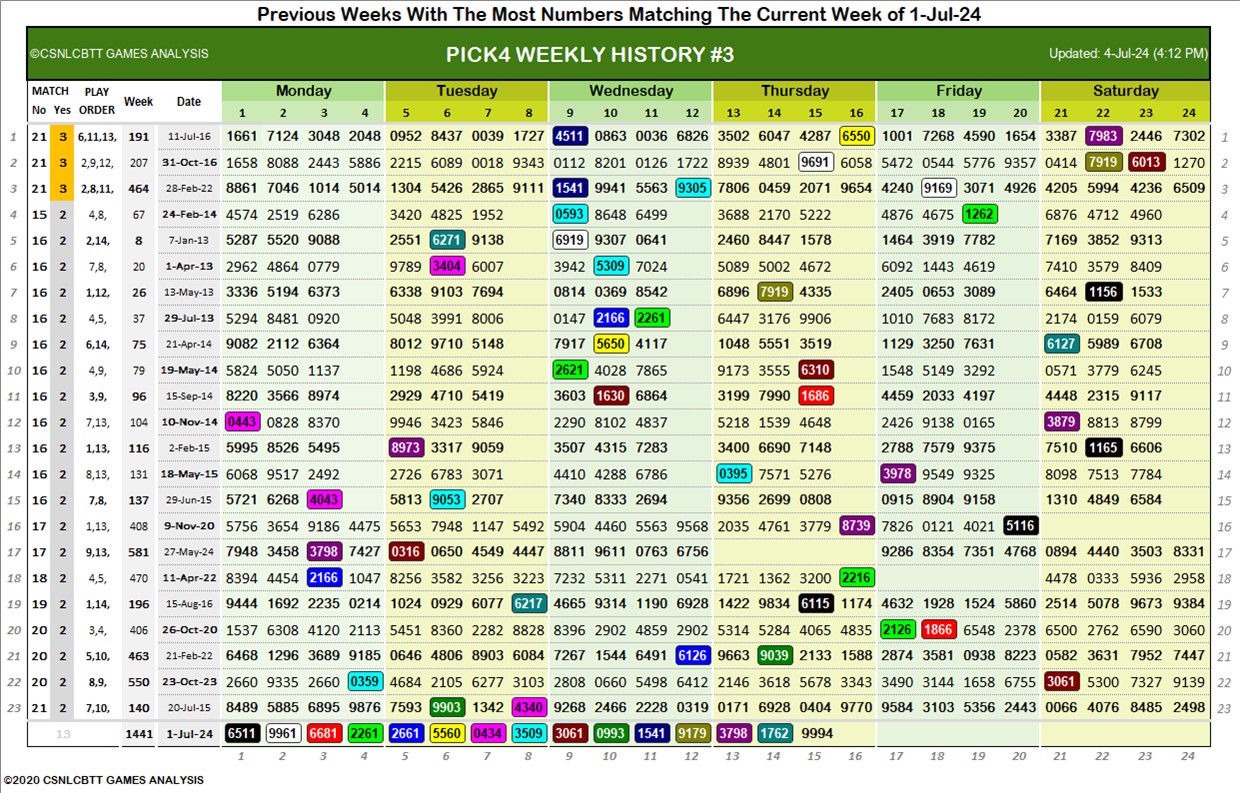 Previous Weeks With The Most Numbers Matching The Current Week of 1-Jul-24
©CSNLCBTT GAMES ANALYSIS PICK4 WEEKLY HISTORY #3 Updated: 4-Jul-24 (4:12 PM)
MATCH PLAY Week Date Monday Tuesday Wednesday Thursday Friday Saturday
No Yes ORDER 1 2 3 4 5 6 7 8 9 10 11 12 13 14 15 16 17 18 19 20 21 22 23 24
1 21 3 6,11,13, 191 11-Jul-16 1661 7124 3048 2048 0952 8437 0039 1727 4511 0863 0036 6826 3502 6047 4287 6550 1001 7268 4590 1654 3387 7983 2446 7302 1
2 21 3 2,9,12, 207 31-Oct-16 1658 8088 2443 5886 2215 6089 0018 9343 0112 8201 0126 1722 8939 4801 9691 6058 5472 0544 5776 9357 0414 7919 6013 1270 2
3 21 3 2,8,11, 464 28-Feb-22 8861 7046 1014 5014 1304 5426 2865 9111 1541 9941 5563 9305 7806 0459 2071 9654 4240 9169 3071 4926 4205 5994 4236 6509 3
4 15 2 4,8, 67 24-Feb-14 4574 2519 6286 3420 4825 1952 0593 8648 6499 3688 2170 5222 4876 4675 1262 6876 4712 4960 4
5 16 2 2,14, 8 7-Jan-13 5287 5520 9088 2551 6271 9138 6919 9307 0641 2460 8447 1578 1464 3919 7782 7169 3852 9313 5
6 16 2 7,8, 20 1-Apr-13 2962 4864 0779 9789 3404 6007 3942 5309 7024 5089 5002 4672 6092 1443 4619 7410 3579 8409 6
7 16 2 1,12, 26 13-May-13 3336 5194 6373 6338 9103 7694 0814 0369 8542 6896 7919 4335 2405 0653 3089 6464 1156 1533 7
8 16 2 4,5, 37 29-Jul-13 5294 8481 0920 5048 3991 8006 0147 2166 2261 6447 3176 9906 1010 7683 8172 2174 0159 6079 8
9 16 2 6,14, 75 21-Apr-14 9082 2112 6364 8012 9710 5148 7917 5650 4117 1048 5551 3519 1129 3250 7631 6127 5989 6708 9
10 16 2 4,9, 79 19-May-14 5824 5050 1137 1198 4686 5924 2621 4028 7865 9173 3555 6310 1548 5149 3292 0571 3779 6245 10
11 16 2 3,9, 96 15-Sep-14 8220 3566 8974 2929 4710 5419 3603 1630 6864 3199 7990 1686 4459 2033 4197 4448 2315 9117 11
12 16 2 7,13, 104 10-Nov-14 0443 0828 8370 9946 3423 5846 2290 8102 4837 5218 1539 4648 2426 9138 0165 3879 8813 8799 12
13 16 2 1,13, 116 2-Feb-15 5995 8526 5495 8973 3317 9059 3507 4315 7283 3400 6690 7148 2788 7579 9375 7510 1165 6606 13
14 16 2 8,13, 131 18-May-15 6068 9517 2492 2726 6783 3071 4410 4288 6786 0395 7571 5276 3978 9549 9325 8098 7513 7784 14
15 16 2 7,8, 137 29-Jun-15 5721 6268 4043 5813 9053 2707 7340 8333 2694 9356 2699 0808 0915 8904 9158 1310 4849 6584 15
16 17 2 1,13, 408 9-Nov-20 5756 3654 9186 4475 5653 7948 1147 5492 5904 4460 5563 9568 2035 4761 3779 8739 7826 0121 4021 5116 16
17 17 2 9,13, 581 27-May-24 7948 3458 3798 7427 0316 0650 4549 4447 8811 9611 0763 6756 9286 8354 7351 4768 0894 4440 3503 8331 17
18 18 2 4,5, 470 11-Apr-22 8394 4454 2166 1047 8256 3582 3256 3223 7232 5311 2271 0541 1721 1362 3200 2216 4478 0333 5936 2958 18
19 19 2 1,14, 196 15-Aug-16 9444 1692 2235 0214 1024 0929 6077 6217 4665 9314 1190 6928 1422 9834 6115 1174 4632 1928 1524 5860 2514 5078 9673 9384 19
20 20 2 3,4, 406 26-Oct-20 1537 6308 4120 2113 5451 8360 2782 8828 8396 2902 4852 2902 5314 5284 4065 4835 2126 1866 6548 2378 6500 2762 6590 3060 20
21 20 2 5,10, 463 21-Feb-22 6468 1296 3689 9185 0646 4806 8903 6084 7267 1544 6491 6126 9663 9039 2133 1588 2874 3581 0938 8223 0582 3631 7952 7447 21
22 20 2 8,9, 550 23-Oct-23 2660 9335 2660 0359 4684 2105 6277 3103 2808 0660 5498 6412 2146 3618 5678 3343 3490 3144 1658 6755 3061 5300 7327 9139 22
23 21 2 7,10, 140 20-Jul-15 8489 5885 6895 9876 7593 9903 1342 4340 9268 2466 2228 0319 0171 6928 0404 9770 9584 3103 5356 2443 0066 4076 8485 2498 23
13 1441 1-Jul-24 6511 9961 6681 2261 2661 5560 0434 3509 3061 0993 1541 9179 3798 1762 9994
1 2 3 4 5 6 7 8 9 10 11 12 13 14 15 16 17 18 19 20 21 22 23 24
©2020 CSNLCBTT GAMES ANALYSIS